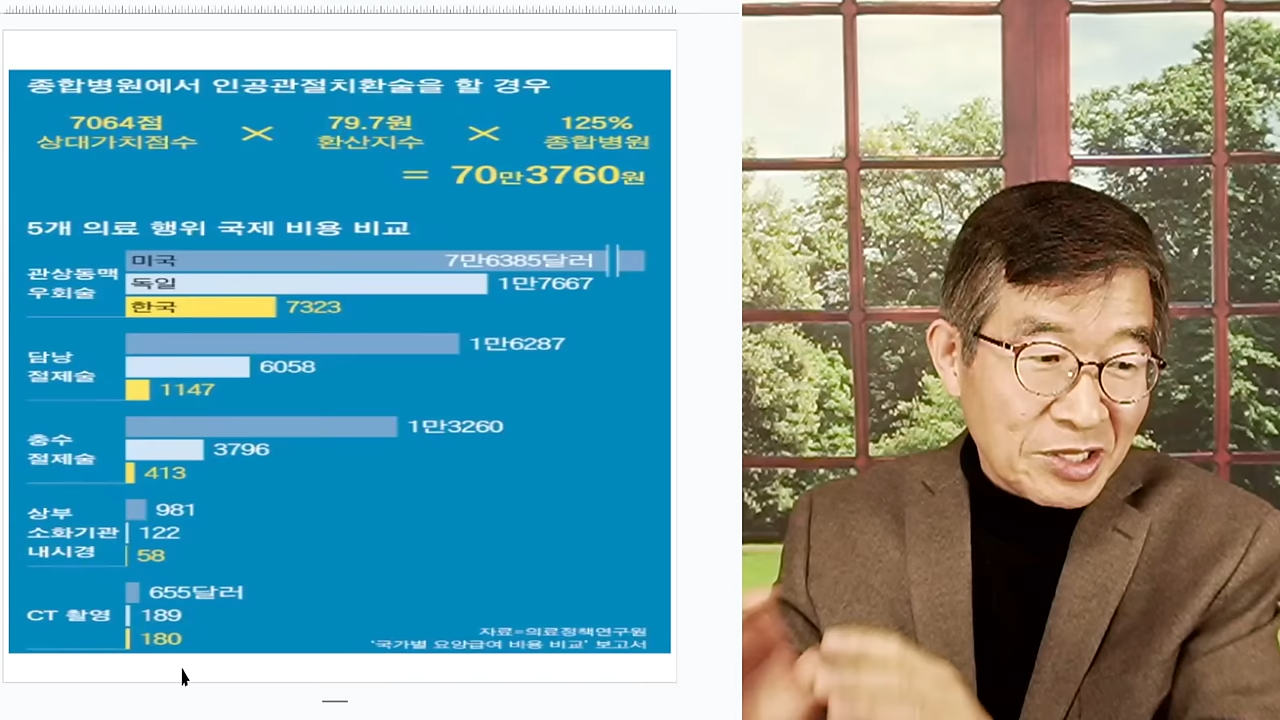 종합병원에서 인공관절치환술을 할 경우
7064점 × 79.7원 × 125%
상대가치점수 환산지수 종합병원
= 70만3760원
5개 의료 행위 국제 비용 비교
관상동맥
우회술
미국 7만6385달러
독일 1만7667
한국 7323
담낭
절제술
1만6287
6058
1147
충수
절제술
1만3260
3796
413
상부
소화기관
내시경
981
122
58
CT 촬영
655달러
189
180
자료=의료정책연구원
'국가별 요양급여 비용 비교' 보고서